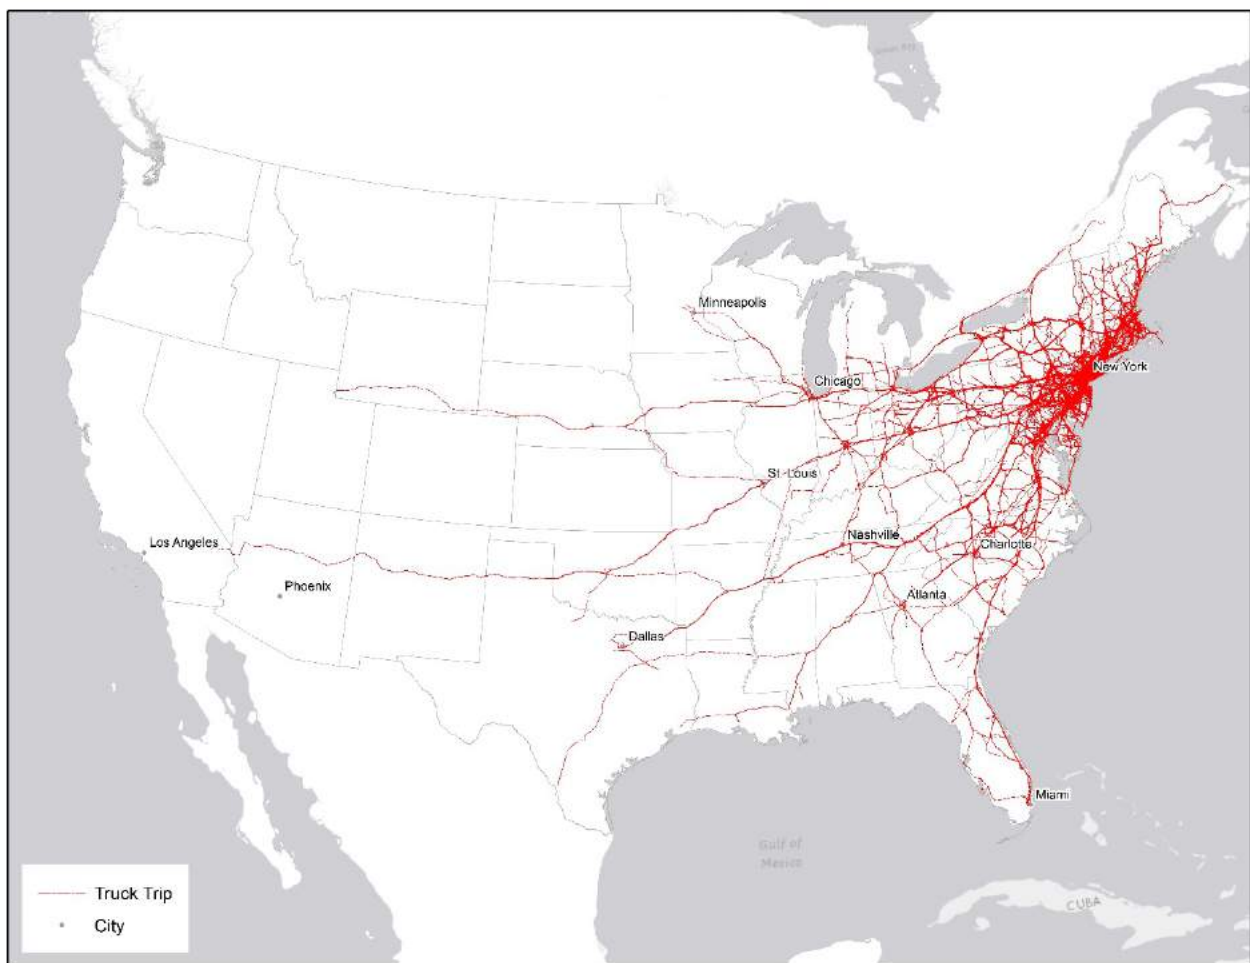 Minneapolis
New York
Chicago
St. Louis
Nashville
Charlotte
Los Angeles
Phoenix
Atlanta
Dallas
Miami
Gulf of
Mexico
CUBA
Truck Trip
City